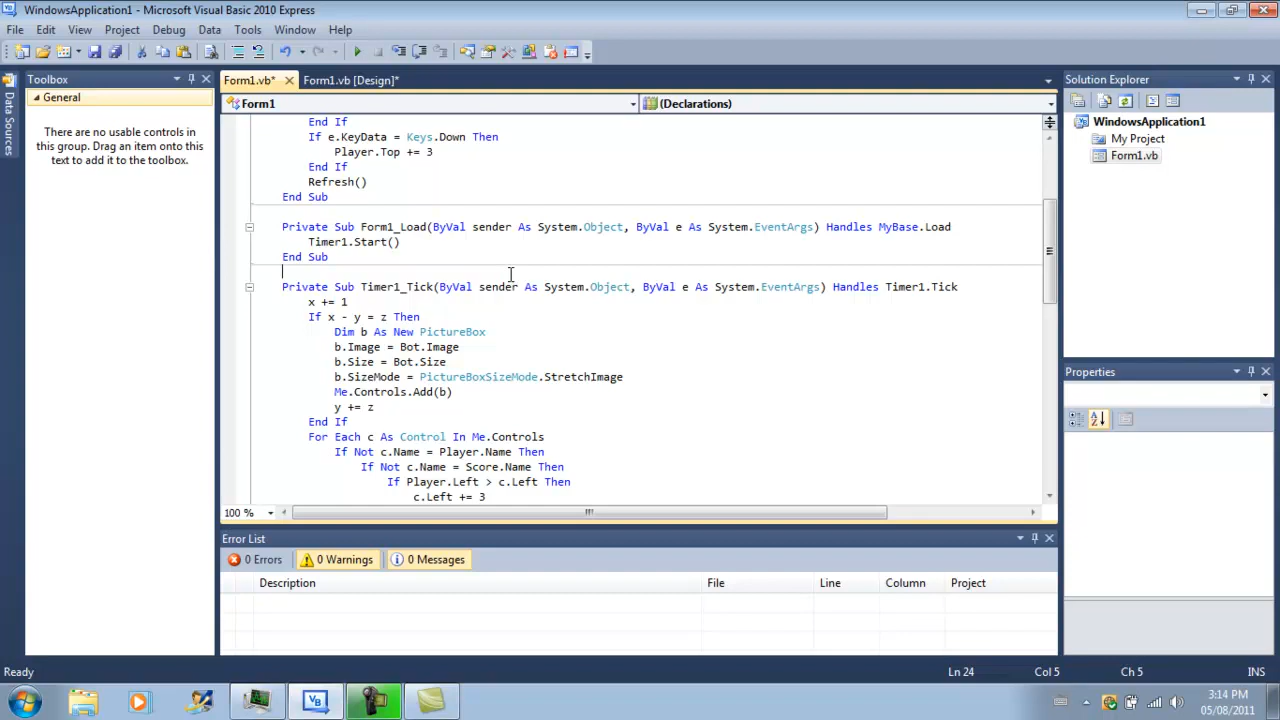 WindowsApplication1 - Microsoft Visual Basic 2010 Express
File Edit View Project Debug Data Tools Window Help
Toolbox
Form1.vb* Form1.vb [Design]*
Solution Explorer
Data Sources
General
There are no usable controls in
this group. Drag an item onto this
text to add it to the toolbox.
Form1 (Declarations)
End If
If e.KeyData = Keys.Down Then
Player.Top += 3
End If
Refresh()
End Sub
Private Sub Form1_Load(ByVal sender As System.Object, ByVal e As System.EventArgs) Handles MyBase.Load
Timer1.Start()
End Sub
Private Sub Timer1_Tick(ByVal sender As System.Object, ByVal e As System.EventArgs) Handles Timer1.Tick
x += 1
If x - y = z Then
Dim b As New PictureBox
b.Image = Bot.Image
b.Size = Bot.Size
b.SizeMode = PictureBoxSizeMode.StretchImage
Me.Controls.Add(b)
y += z
End If
For Each c As Control In Me.Controls
If Not c.Name = Player.Name Then
If Not c.Name = Score.Name Then
If Player.Left > c.Left Then
c.Left += 3
100 %
WindowsApplication1
My Project
Form1.vb
Properties
Error List
0 Errors 0 Warnings 0 Messages
Description File Line Column Project
Ready Ln 24 Col 5 Ch 5 INS
3:14 PM
05/08/2011